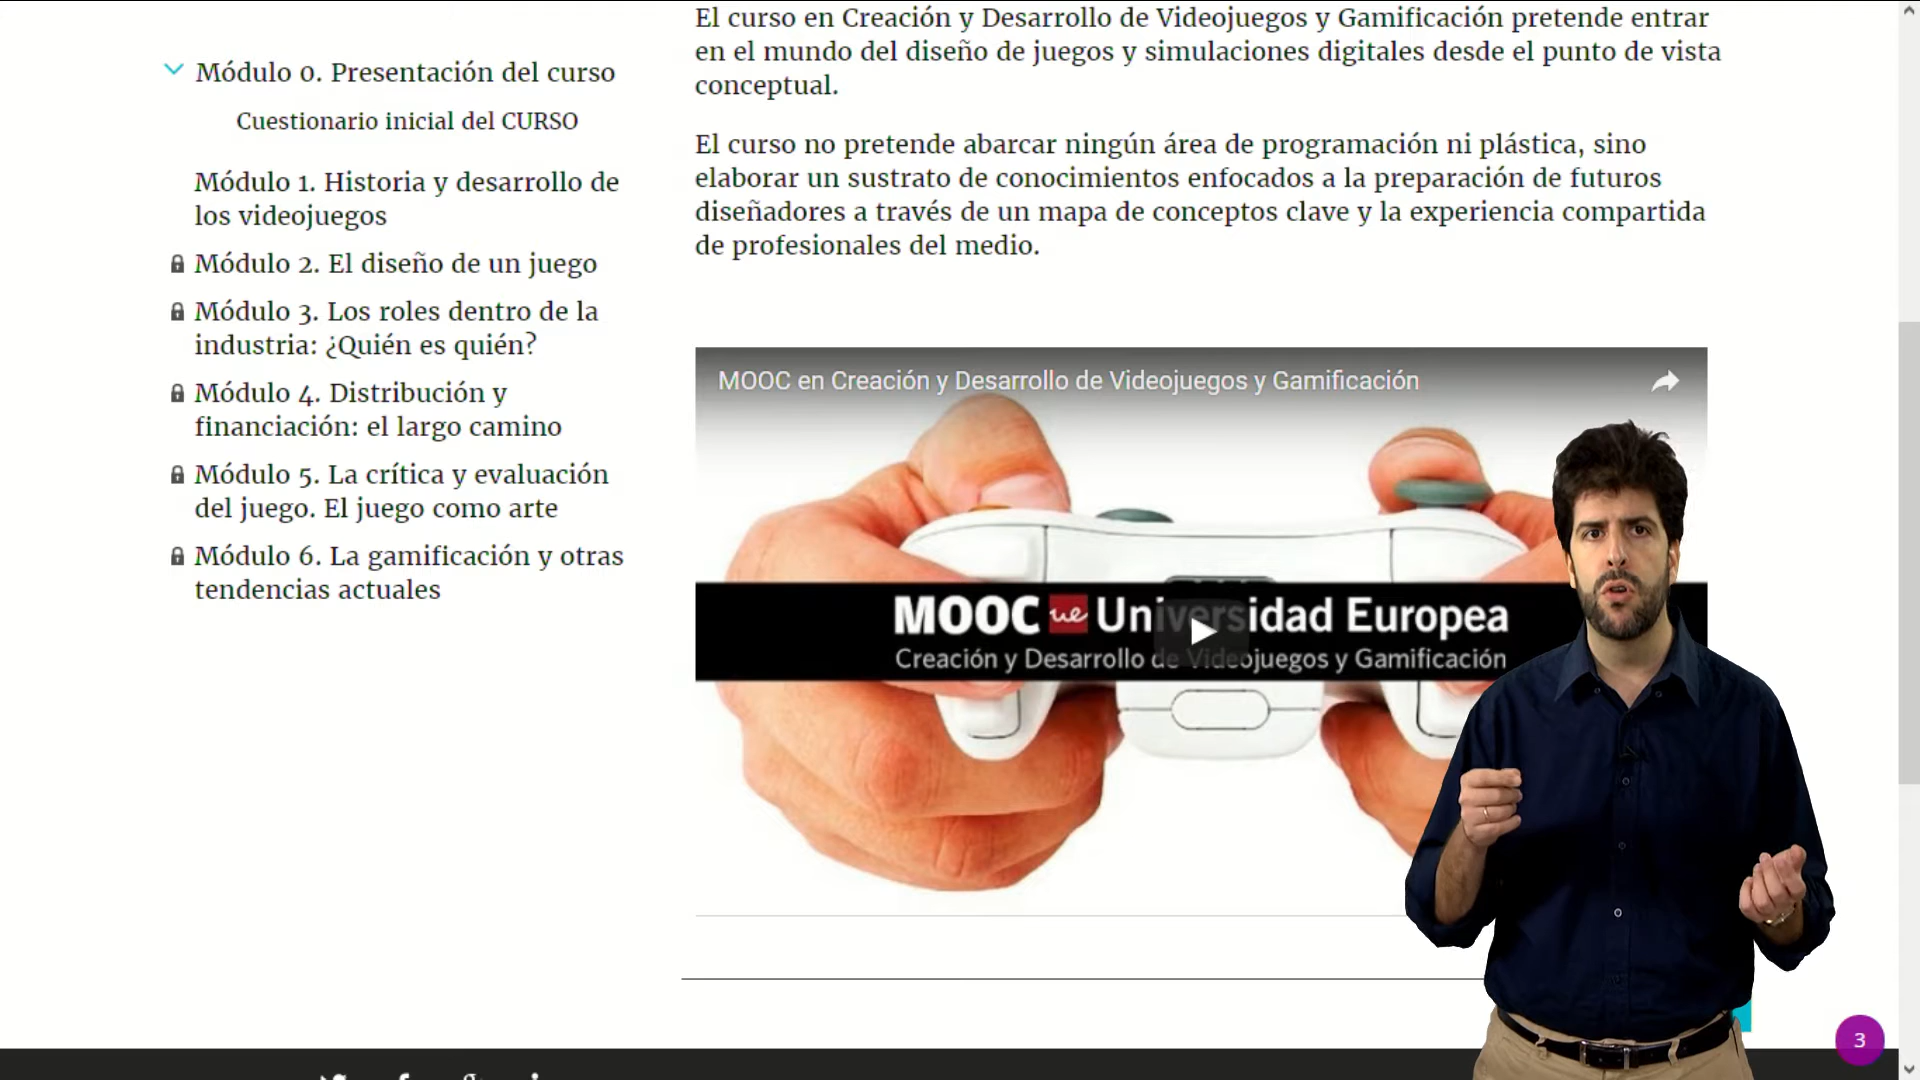 Módulo 0. Presentación del curso
Cuestionario inicial del CURSO
Módulo 1. Historia y desarrollo de
los videojuegos
Módulo 2. El diseño de un juego
Módulo 3. Los roles dentro de la
industria: ¿Quién es quién?
Módulo 4. Distribución y
financiación: el largo camino
Módulo 5. La crítica y evaluación
del juego. El juego como arte
Módulo 6. La gamificación y otras
tendencias actuales
El curso en Creación y Desarrollo de Videojuegos y Gamificación pretende entrar
en el mundo del diseño de juegos y simulaciones digitales desde el punto de vista
conceptual.
El curso no pretende abarcar ningún área de programación ni plástica, sino
elaborar un sustrato de conocimientos enfocados a la preparación de futuros
diseñadores a través de un mapa de conceptos clave y la experiencia compartida
de profesionales del medio.
MOOC en Creación y Desarrollo de Videojuegos y Gamificación
MOOC ue Universidad Europea
Creación y Desarrollo de Videojuegos y Gamificación
3